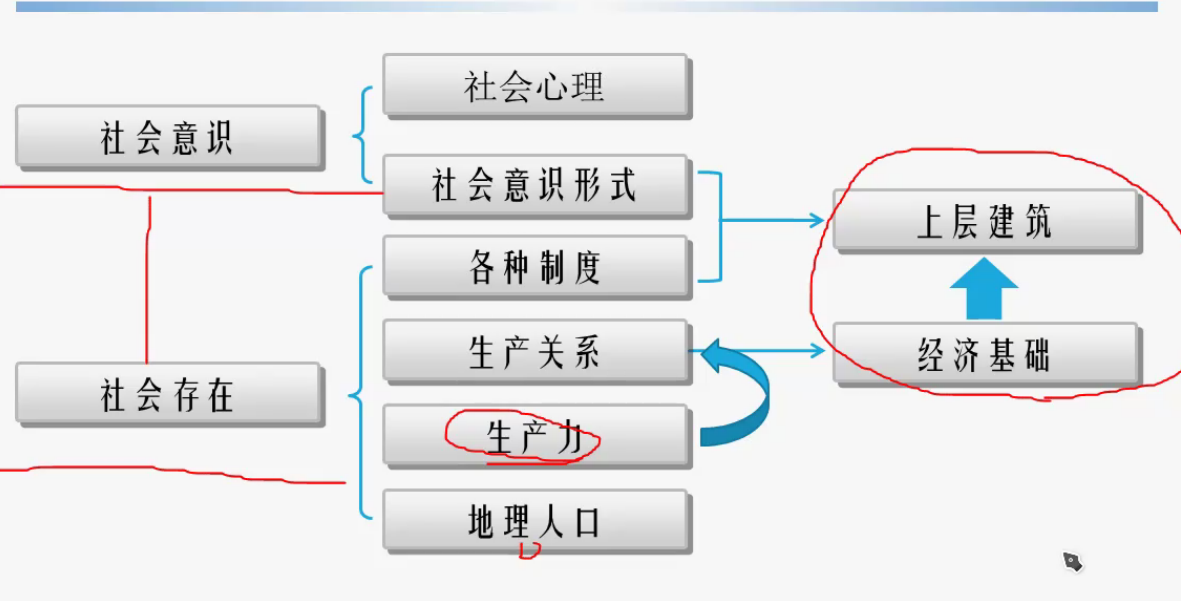 社会心理
社会意识
社会意识形式
上层建筑
各种制度
生产关系
经济基础
社会存在
生产力
地理人口